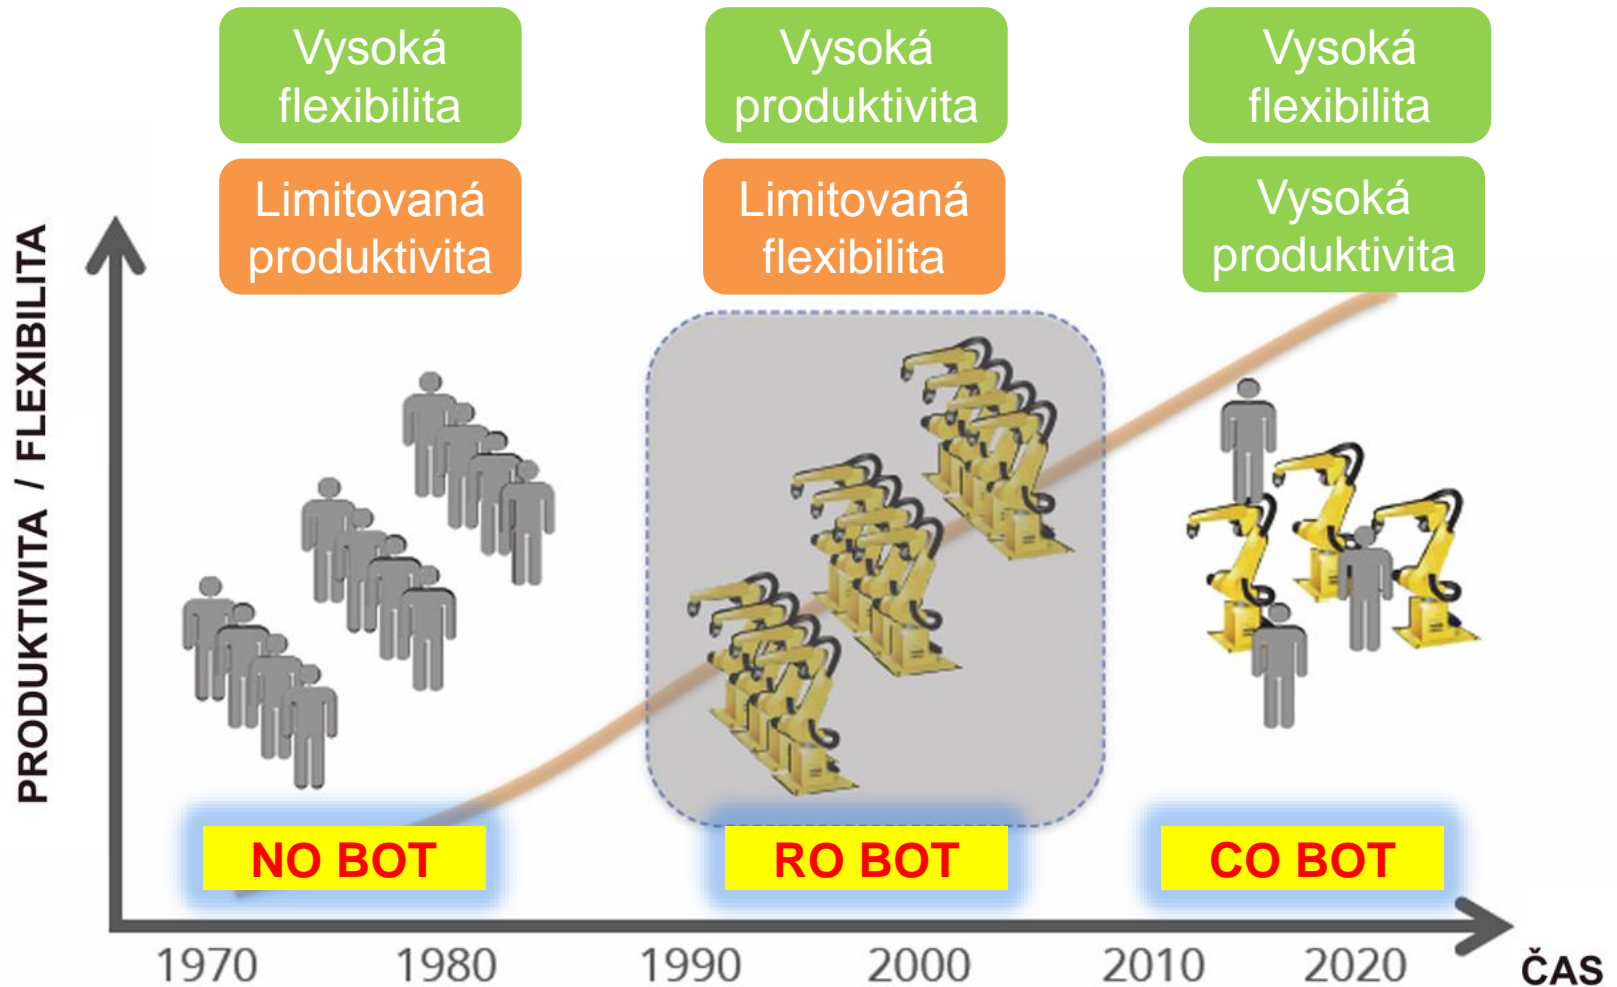 Vysoká
flexibilita
Vysoká
produktivita
Vysoká
flexibilita
Limitovaná
produktivita
Limitovaná
flexibilita
Vysoká
produktivita
PRODUKTIVITA / FLEXIBILITA
NO BOT
RO BOT
CO BOT
1970 1980 1990 2000 2010 2020 ČAS